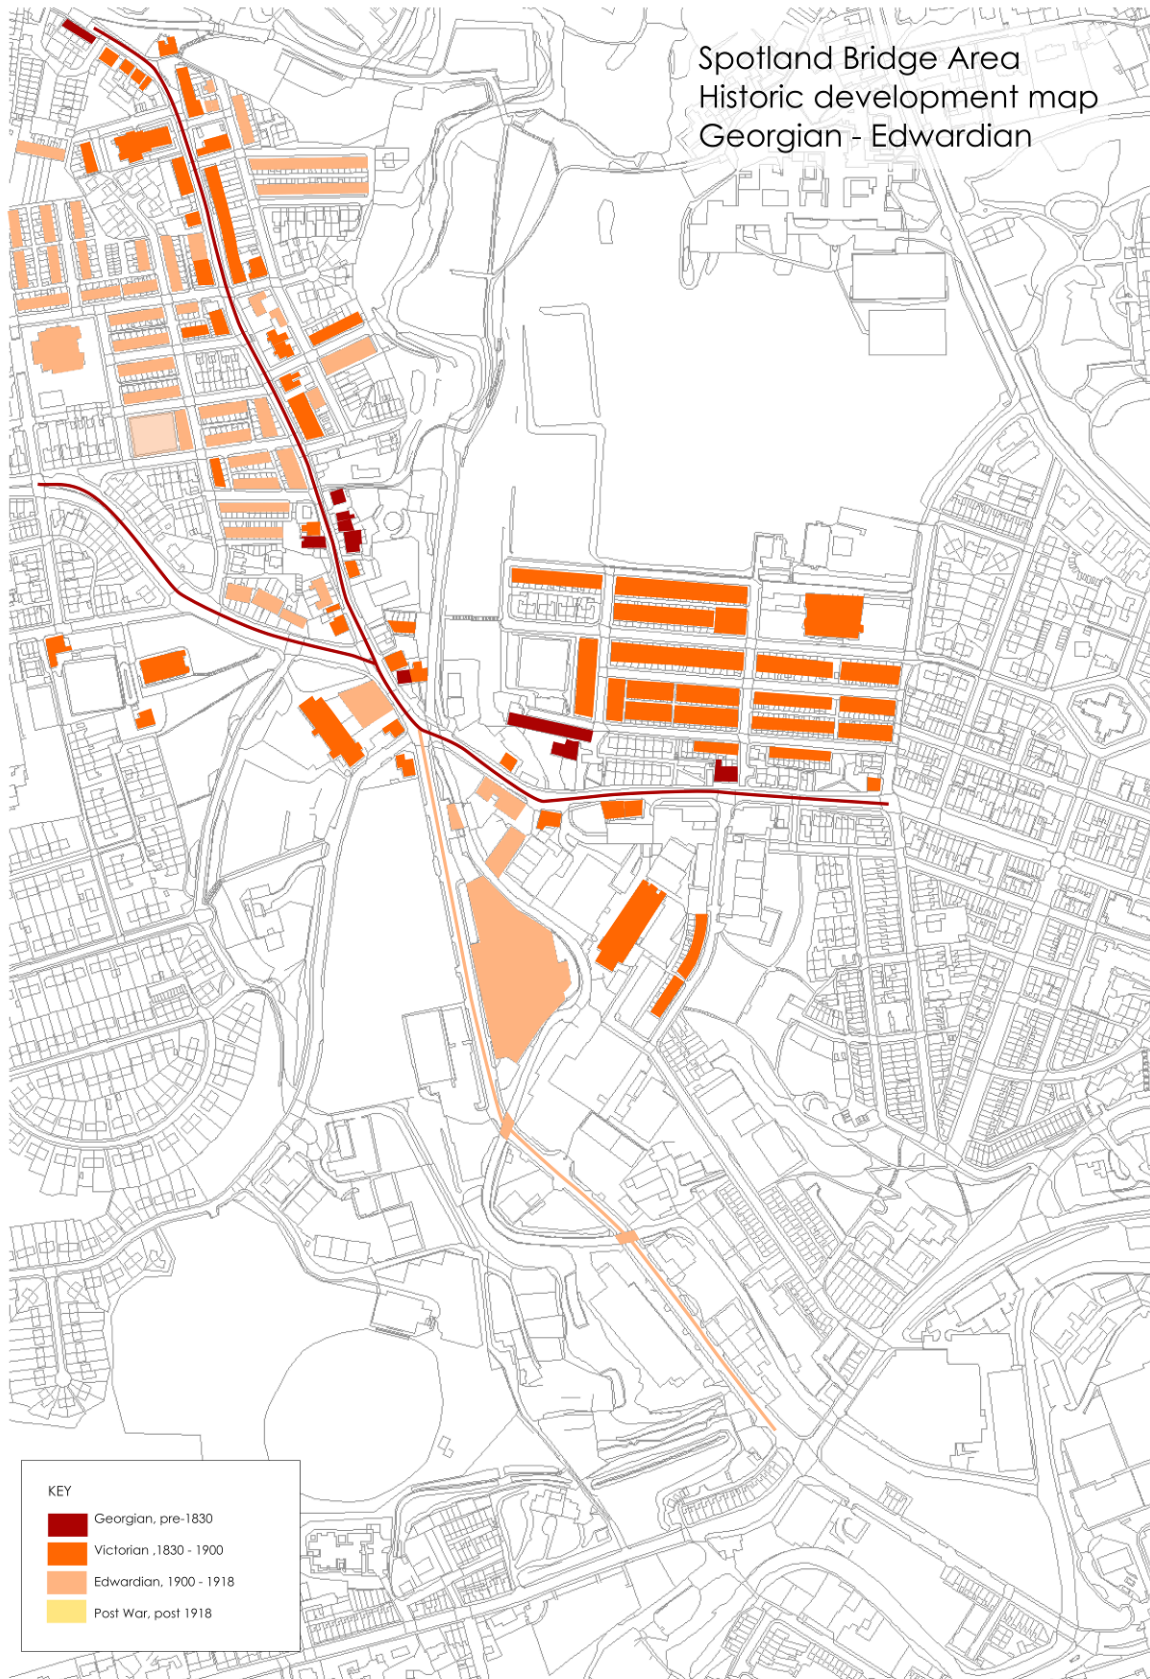 Spotland Bridge Area
Historic development map
Georgian - Edwardian
KEY
Georgian, pre-1830
Victorian ,1830 - 1900
Edwardian, 1900 - 1918
Post War, post 1918